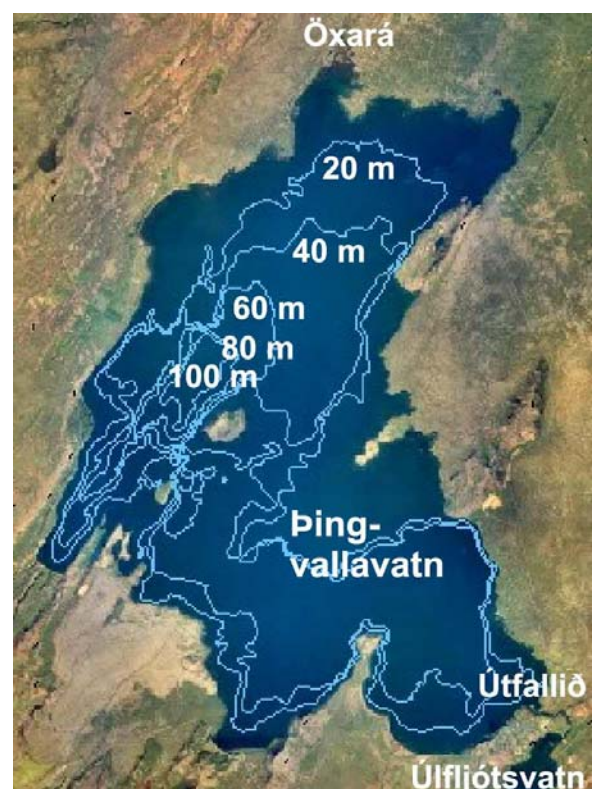 Öxará
20 m
40 m
60 m
80 m
100 m
Þing-
vallavatn
Útfallið
Úlfljótsvatn